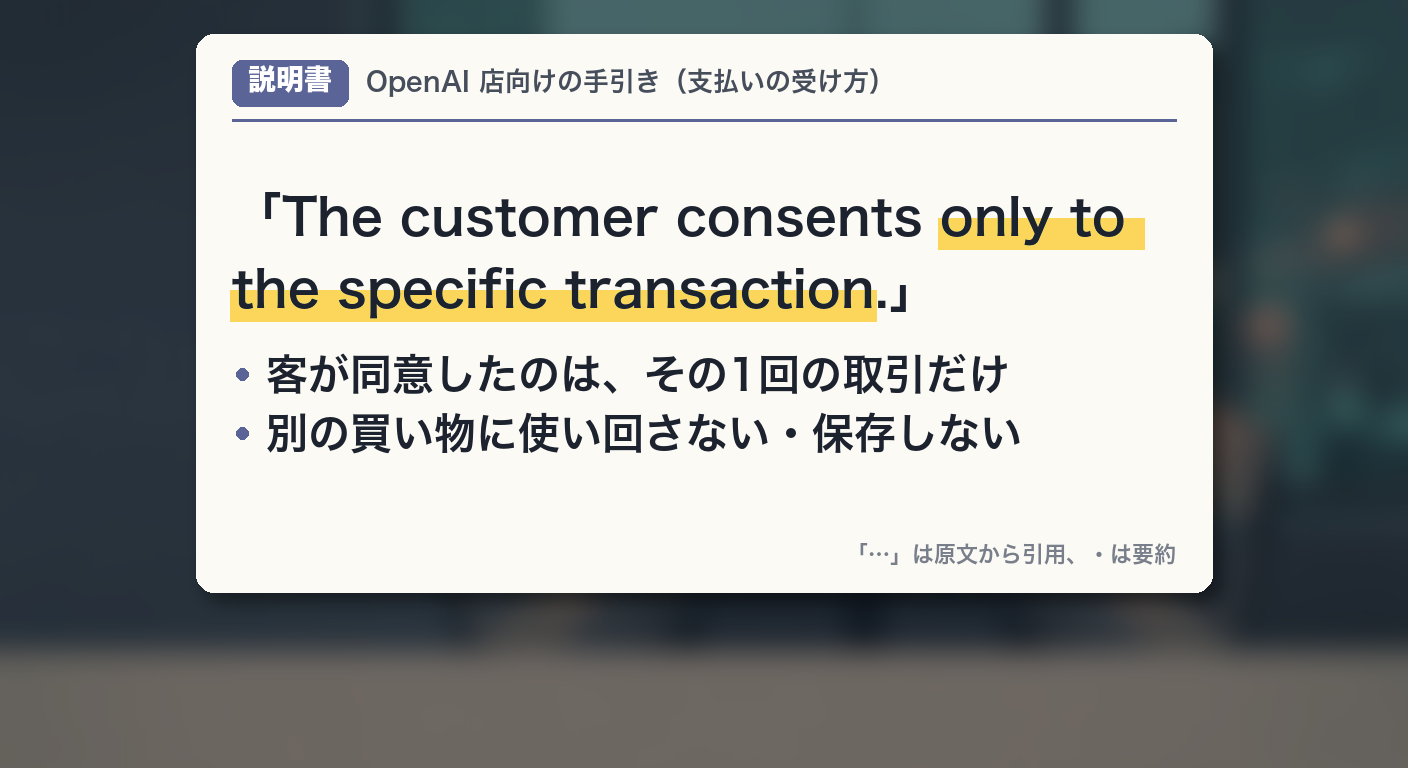 説明書 OpenAI 店向けの手引き（支払いの受け方）
「The customer consents only to
the specific transaction.」
• 客が同意したのは、その1回の取引だけ
• 別の買い物に使い回さない・保存しない
「…」は原文から引用、・は要約